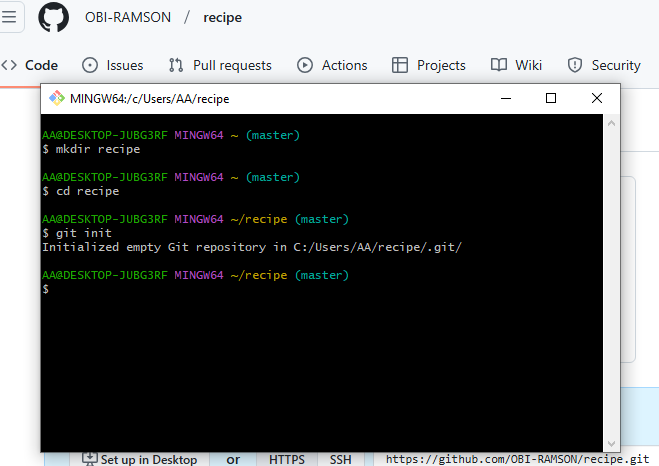 OBI-RAMSON / recipe
<> Code Issues Pull requests Actions Projects Wiki Security
MINGW64:/c/Users/AA/recipe
AA@DESKTOP-JUBG3RF MINGW64 ~ (master)
$ mkdir recipe
AA@DESKTOP-JUBG3RF MINGW64 ~ (master)
$ cd recipe
AA@DESKTOP-JUBG3RF MINGW64 ~/recipe (master)
$ git init
Initialized empty Git repository in C:/Users/AA/recipe/.git/
AA@DESKTOP-JUBG3RF MINGW64 ~/recipe (master)
$
Set up in Desktop or HTTPS SSH https://github.com/OBI-RAMSON/recipe.git